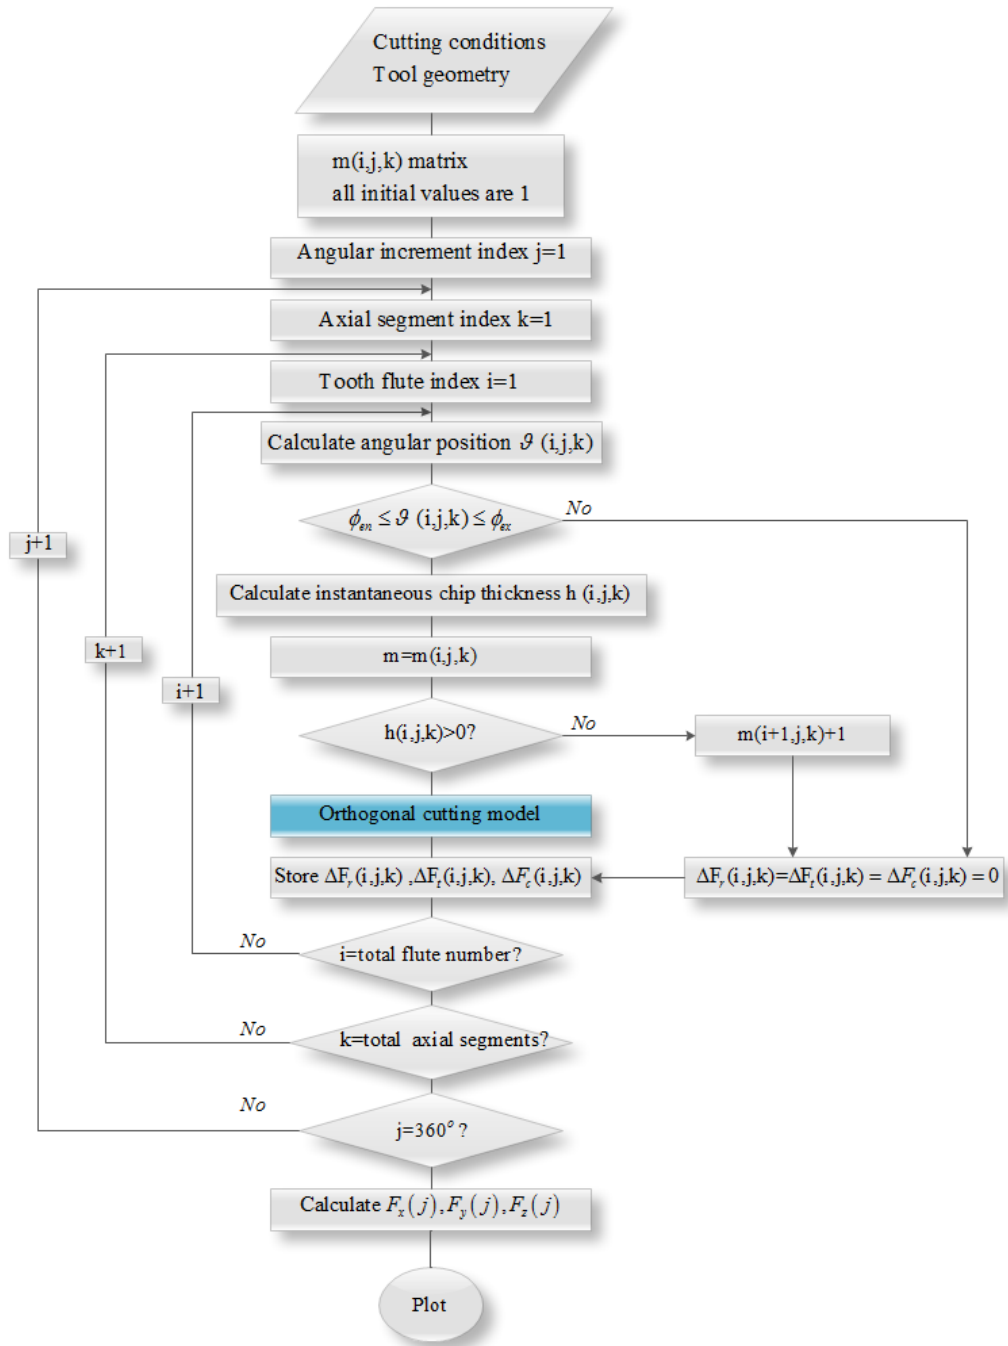 Cutting conditions
Tool geometry
m(i,j,k) matrix
all initial values are 1
Angular increment index j=1
Axial segment index k=1
Tooth flute index i=1
Calculate angular position ϑ (i,j,k)
ϕen ≤ ϑ (i,j,k) ≤ ϕex
No
j+1
Calculate instantaneous chip thickness h (i,j,k)
k+1
m=m(i,j,k)
i+1
h(i,j,k)>0?
No
m(i+1,j,k)+1
Orthogonal cutting model
Store ΔFr(i,j,k) ,ΔFt(i,j,k), ΔFc(i,j,k)
ΔFr(i,j,k)=ΔFt(i,j,k) = ΔFc(i,j,k) = 0
No
i=total flute number?
No
k=total axial segments?
No
j=360° ?
Calculate Fx(j),Fy(j),Fz(j)
Plot